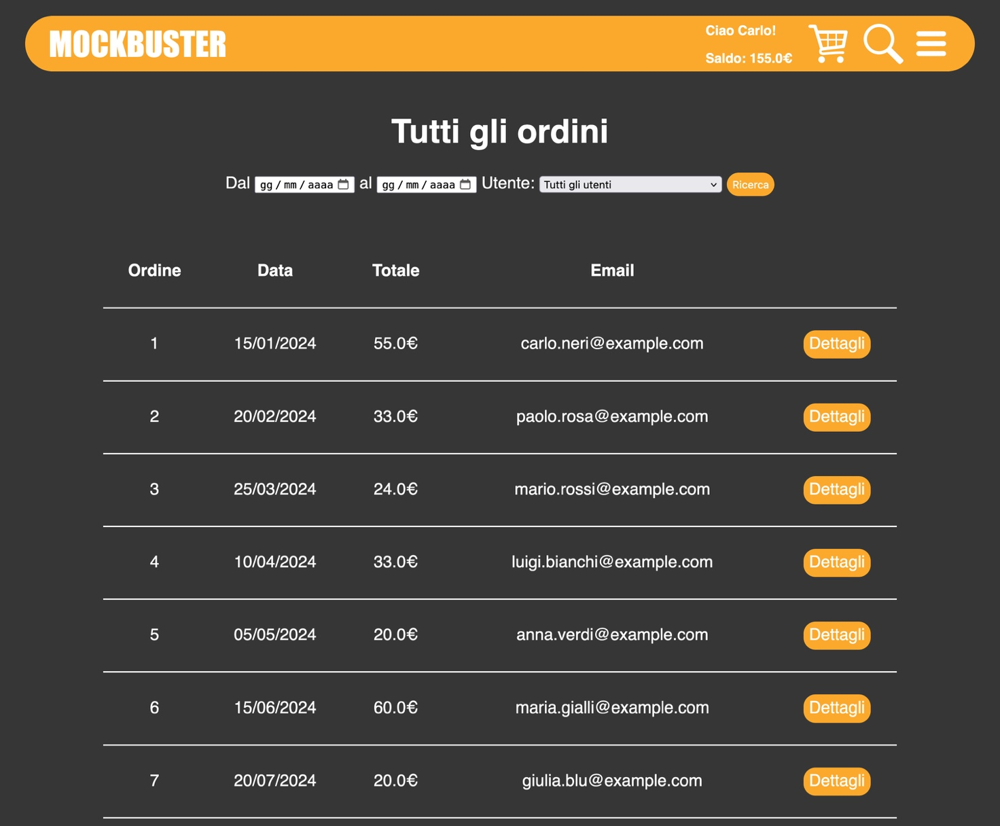 MOCKBUSTER
Ciao Carlo!
Saldo: 155.0€
Tutti gli ordini
Dal gg/mm/aaaa al gg/mm/aaaa Utente: Tutti gli utenti Ricerca
Ordine Data Totale Email
1 15/01/2024 55.0€ carlo.neri@example.com Dettagli
2 20/02/2024 33.0€ paolo.rosa@example.com Dettagli
3 25/03/2024 24.0€ mario.rossi@example.com Dettagli
4 10/04/2024 33.0€ luigi.bianchi@example.com Dettagli
5 05/05/2024 20.0€ anna.verdi@example.com Dettagli
6 15/06/2024 60.0€ maria.gialli@example.com Dettagli
7 20/07/2024 20.0€ giulia.blu@example.com Dettagli